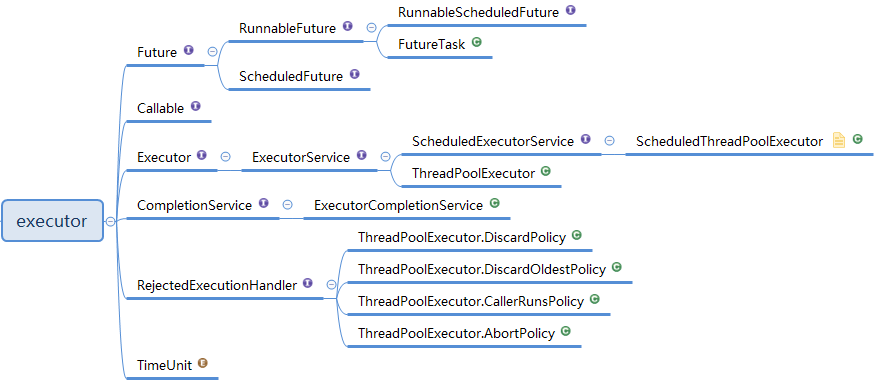 executor
Future I
RunnableFuture I
RunnableScheduledFuture I
FutureTask C
ScheduledFuture I
Callable I
Executor I
ExecutorService I
ScheduledExecutorService I
ScheduledThreadPoolExecutor C
ThreadPoolExecutor C
CompletionService I
ExecutorCompletionService C
RejectedExecutionHandler I
ThreadPoolExecutor.DiscardPolicy C
ThreadPoolExecutor.DiscardOldestPolicy C
ThreadPoolExecutor.CallerRunsPolicy C
ThreadPoolExecutor.AbortPolicy C
TimeUnit E